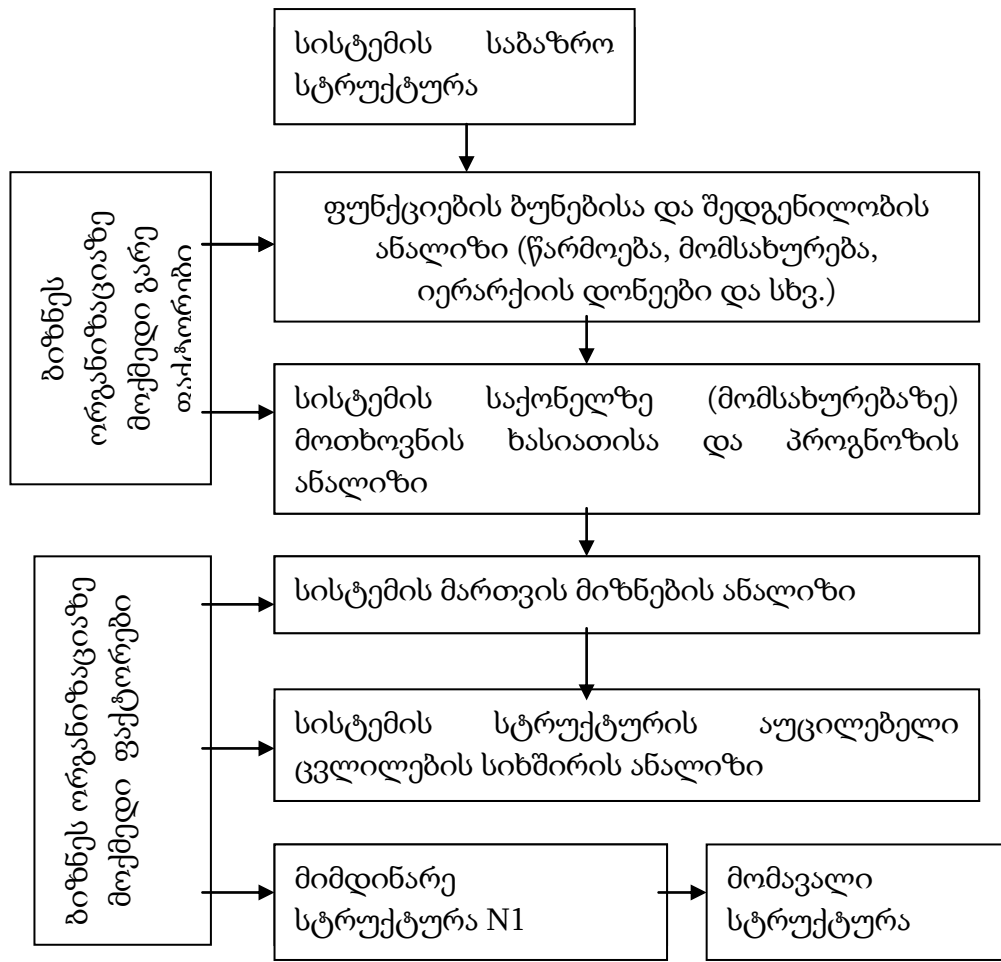 სისტემის საბაზრო
სტრუქტურა
ბიზნეს
ორგანიზაციაზე
მოქმედი გარე
ფაქტორები
ფუნქციების ბუნებისა და შედგენილობის
ანალიზი (წარმოება, მომსახურება,
იერარქიის დონეები და სხვ.)
სისტემის საქონელზე (მომსახურებაზე)
მოთხოვნის ხასიათისა და პროგნოზის
ანალიზი
ბიზნეს ორგანიზაციაზე
მოქმედი ფაქტორები
სისტემის მართვის მიზნების ანალიზი
სისტემის სტრუქტურის აუცილებელი
ცვლილების სიხშირის ანალიზი
მიმდინარე
სტრუქტურა N1
მომავალი
სტრუქტურა